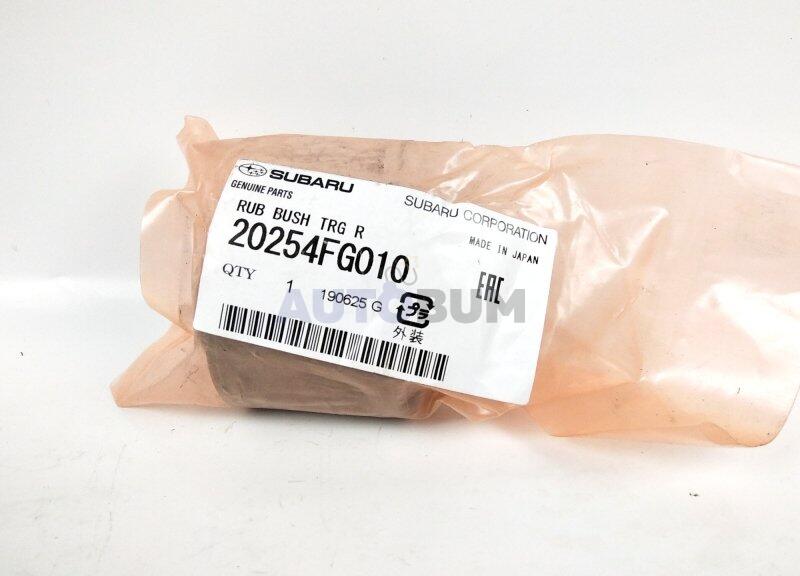 SUBARU
GENUINE PARTS
SUBARU CORPORATION
RUB BUSH TRG R
MADE IN JAPAN
20254FG010
QTY 1 190625 G
EAC
プラ
外装
AUTOBUM